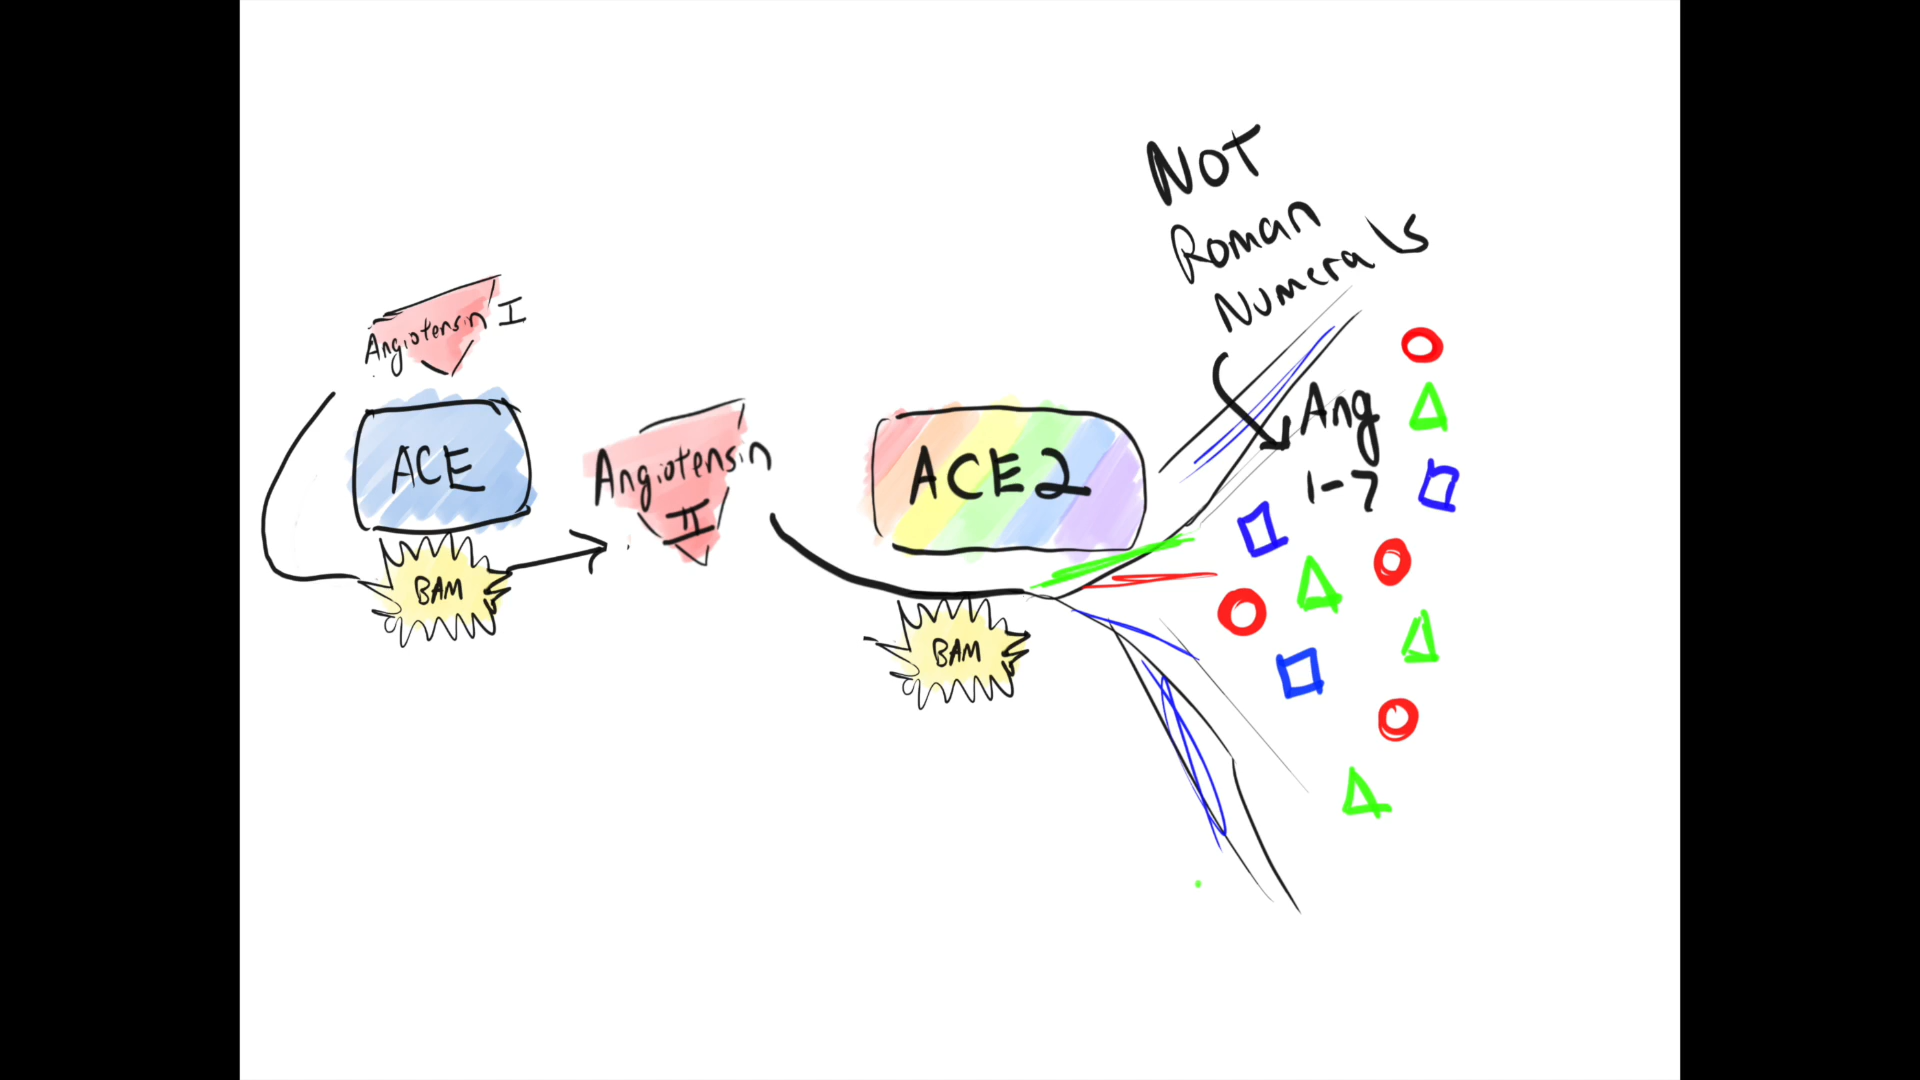 NOT
Roman
Numerals
Angiotensin I
ACE
BAM
Angiotensin
II
ACE2
BAM
Ang
1-7